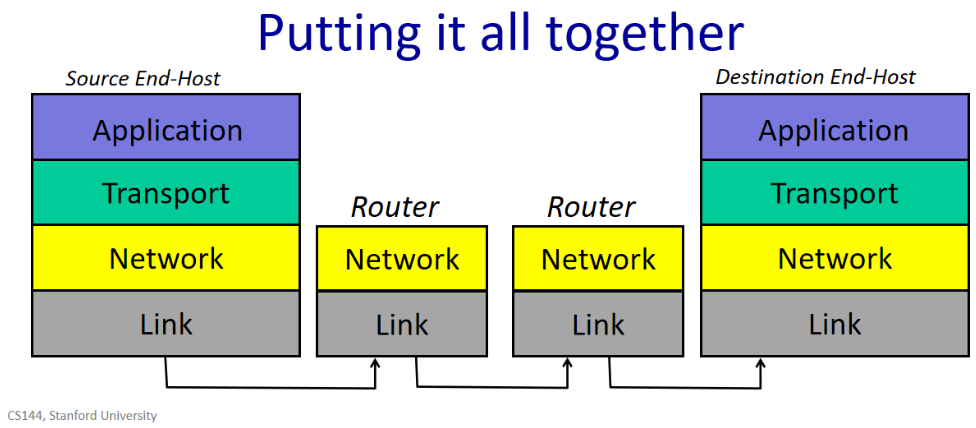 Putting it all together
Source End-Host
Destination End-Host
Application
Application
Transport
Transport
Router
Router
Network
Network
Network
Network
Link
Link
Link
Link
CS144, Stanford University